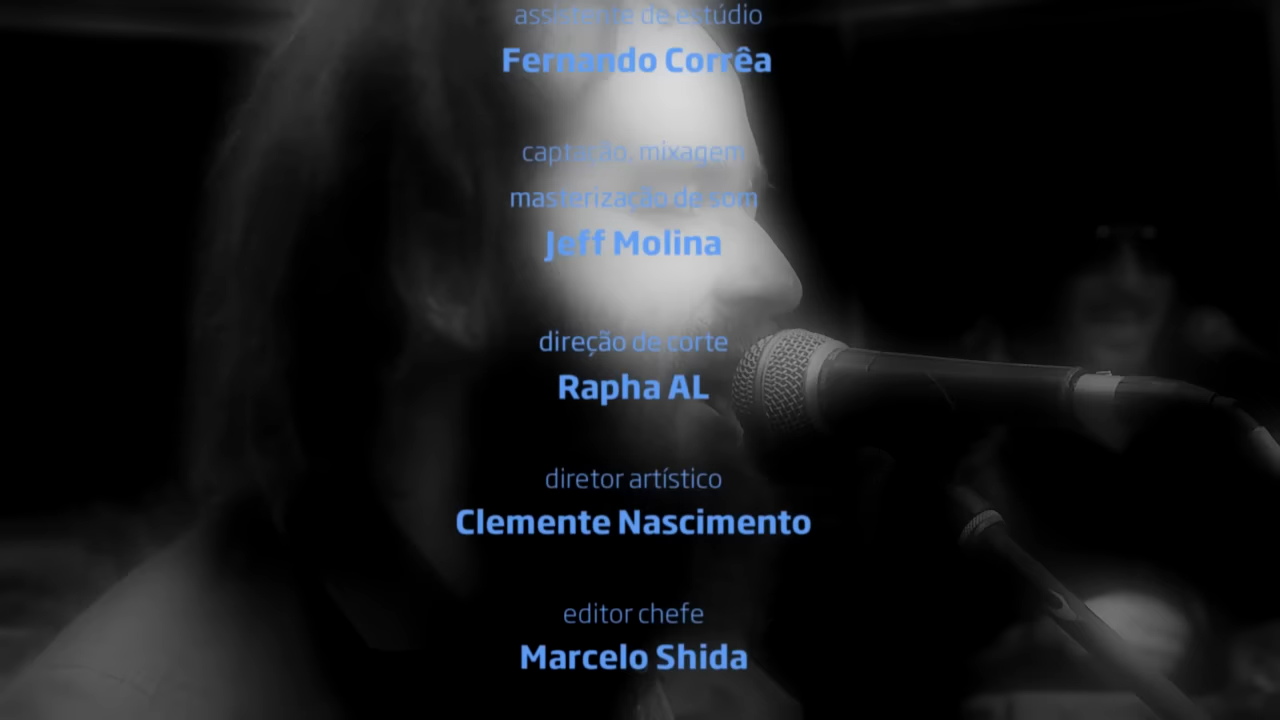 assistente de estúdio
Fernando Corrêa
captação. mixagem
masterização de som
Jeff Molina
direção de corte
Rapha AL
diretor artístico
Clemente Nascimento
editor chefe
Marcelo Shida